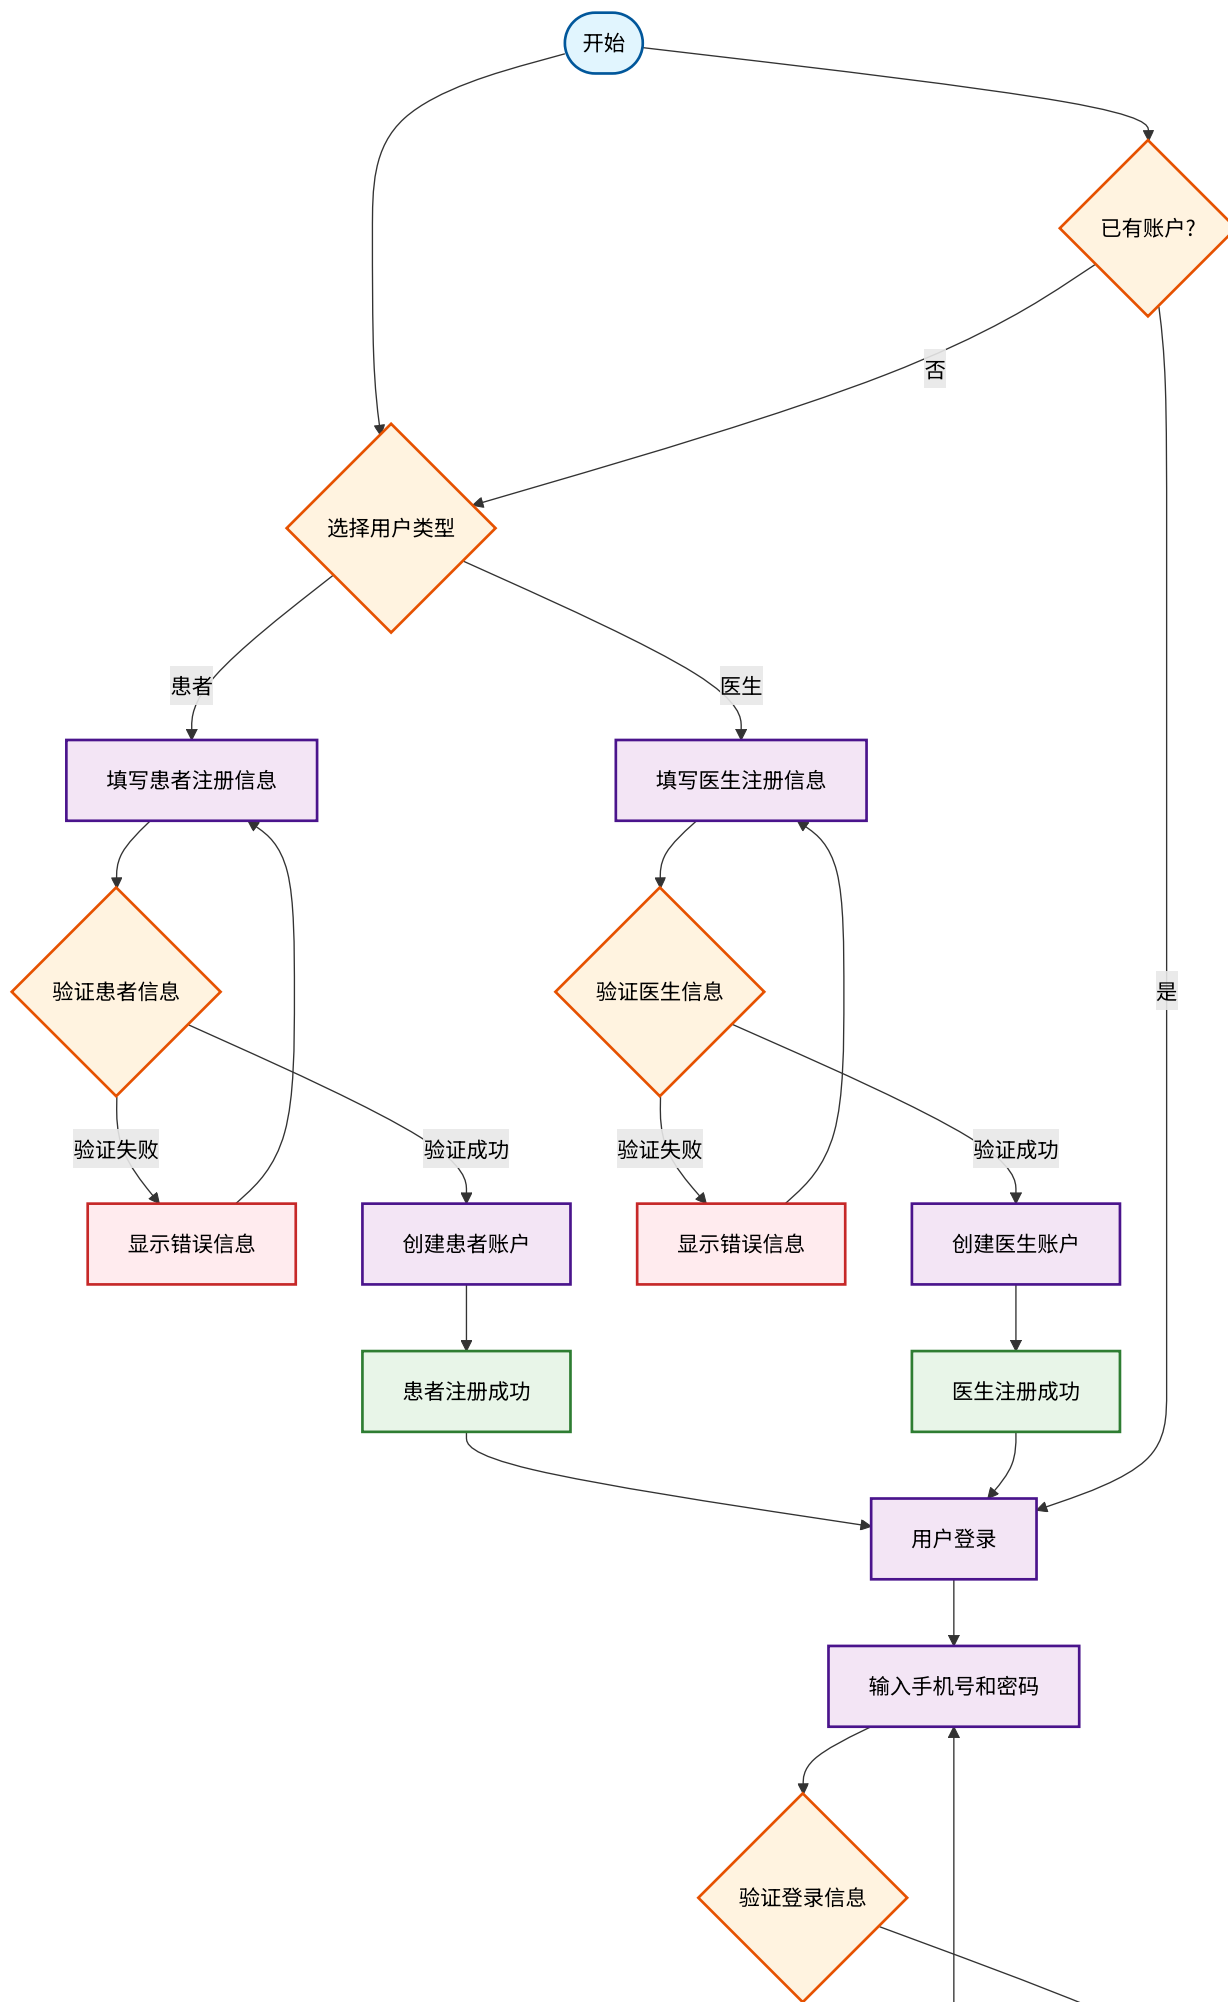 开始
已有账户?
否
选择用户类型
患者
医生
填写患者注册信息
填写医生注册信息
验证患者信息
验证医生信息
是
验证失败
验证成功
验证失败
验证成功
显示错误信息
创建患者账户
显示错误信息
创建医生账户
患者注册成功
医生注册成功
用户登录
输入手机号和密码
验证登录信息